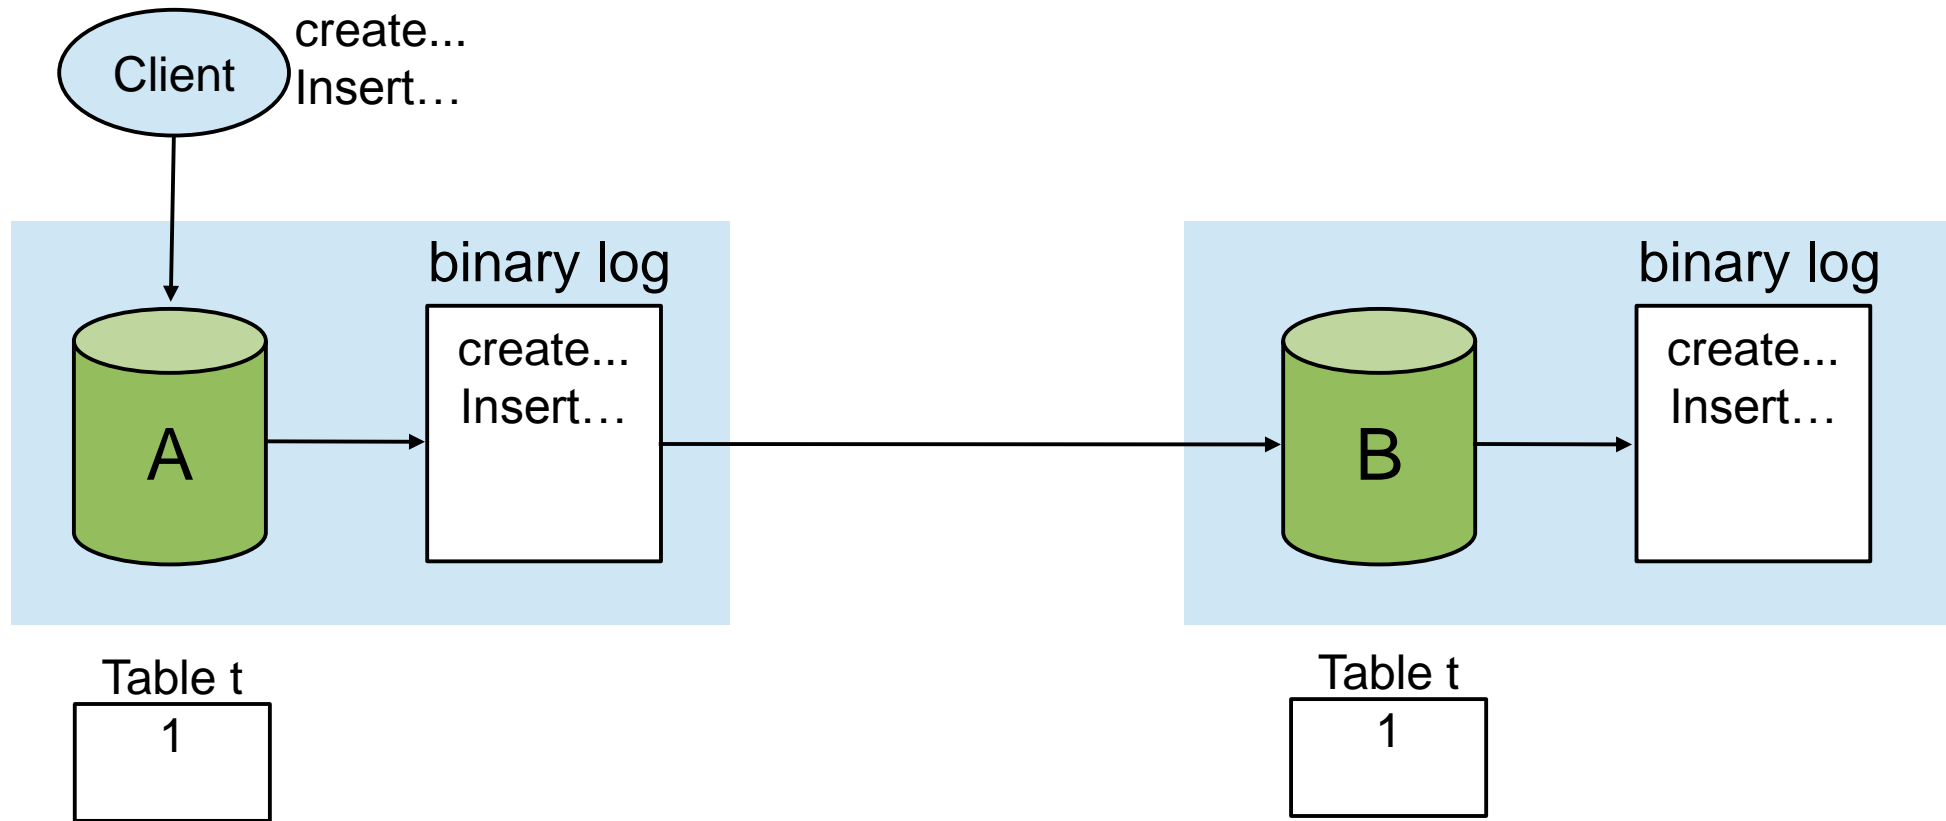 Client
create...
Insert…
binary log
create...
Insert…
A
binary log
create...
Insert…
B
Table t
1
Table t
1